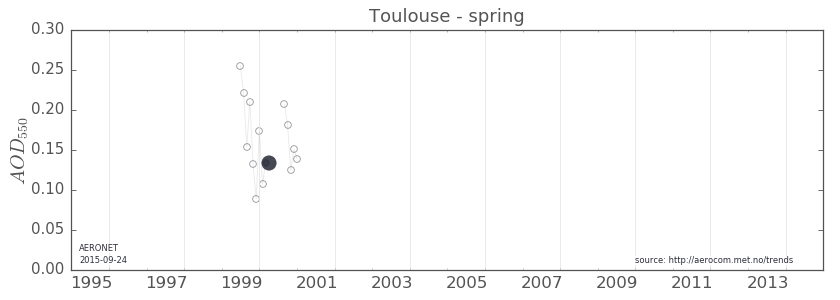 Toulouse - spring
0.30
0.25
0.20
0.15
0.10
0.05
0.00
AOD550
AERONET
2015-09-24
source: http://aerocom.met.no/trends
1995 1997 1999 2001 2003 2005 2007 2009 2011 2013